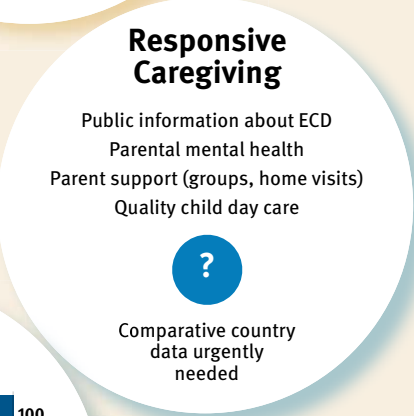 Responsive
Caregiving
Public information about ECD
Parental mental health
Parent support (groups, home visits)
Quality child day care
?
Comparative country
data urgently
needed
100